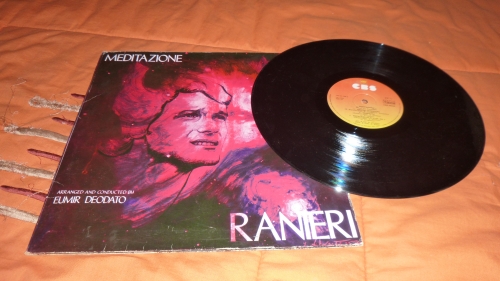 MEDITAZIONE
ARRANGED AND CONDUCTED BY
EUMIR DEODATO
RANIERI
CBS